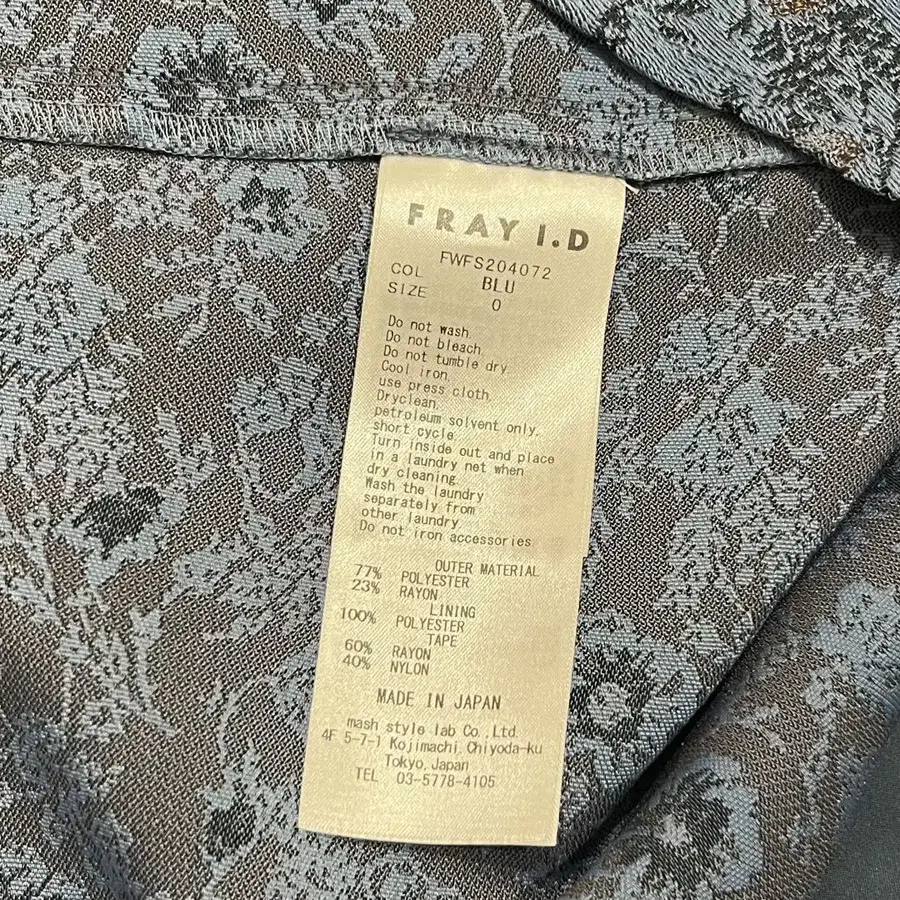 FRAY I.D
FWFS204072
COL BLU
SIZE 0
Do not wash
Do not bleach
Do not tumble dry
Cool iron
use press cloth
Dryclean
petroleum solvent only.
short cycle
Turn inside out and place
in a laundry net when
dry cleaning
Wash the laundry
separately from
other laundry
Do not iron accessories
OUTER MATERIAL
77% POLYESTER
23% RAYON
LINING
100% POLYESTER
TAPE
60% RAYON
40% NYLON
MADE IN JAPAN
mash style lab Co., Ltd.
4F 5-7-1 Kojimachi, Chiyoda-ku
Tokyo, Japan
TEL 03-5778-4105